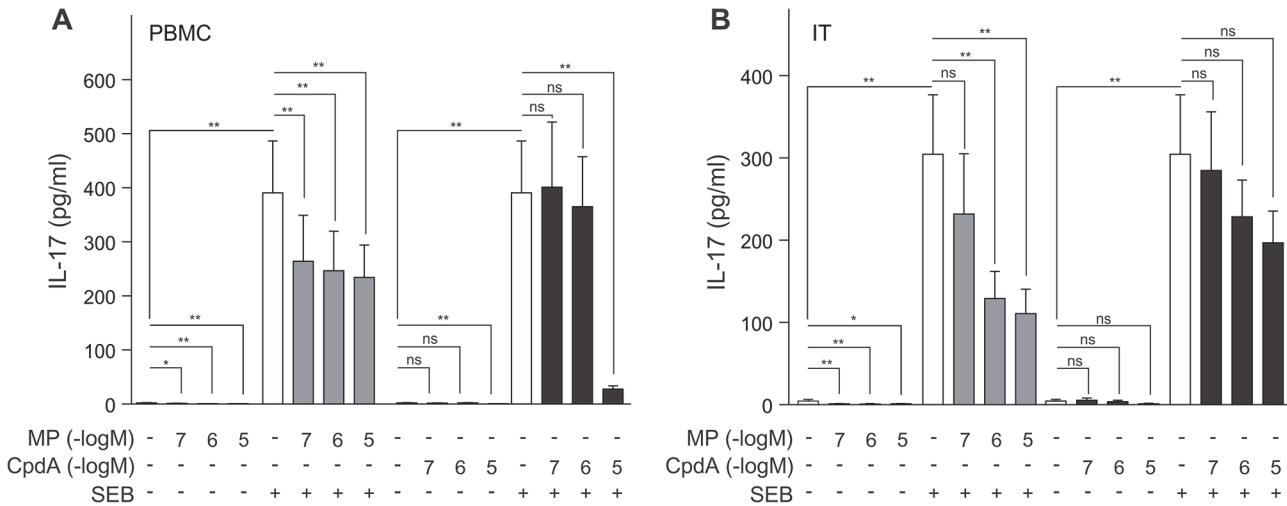 A
PBMC
IL-17 (pg/ml)
600
500
400
300
200
100
0
** ** ** **
* ** **
** ns ns **
ns ns **
MP (-logM) - 7 6 5 - 7 6 5 - - - - - - - -
CpdA (-logM) - - - - - - - - - 7 6 5 - 7 6 5
SEB - - - - + + + + - - - - + + + +
B
IT
IL-17 (pg/ml)
400
300
200
100
0
** ns ** **
** ** *
** ns ns ns
ns ns ns
MP (-logM) - 7 6 5 - 7 6 5 - - - - - - - -
CpdA (-logM) - - - - - - - - - 7 6 5 - 7 6 5
SEB - - - - + + + + - - - - + + + +